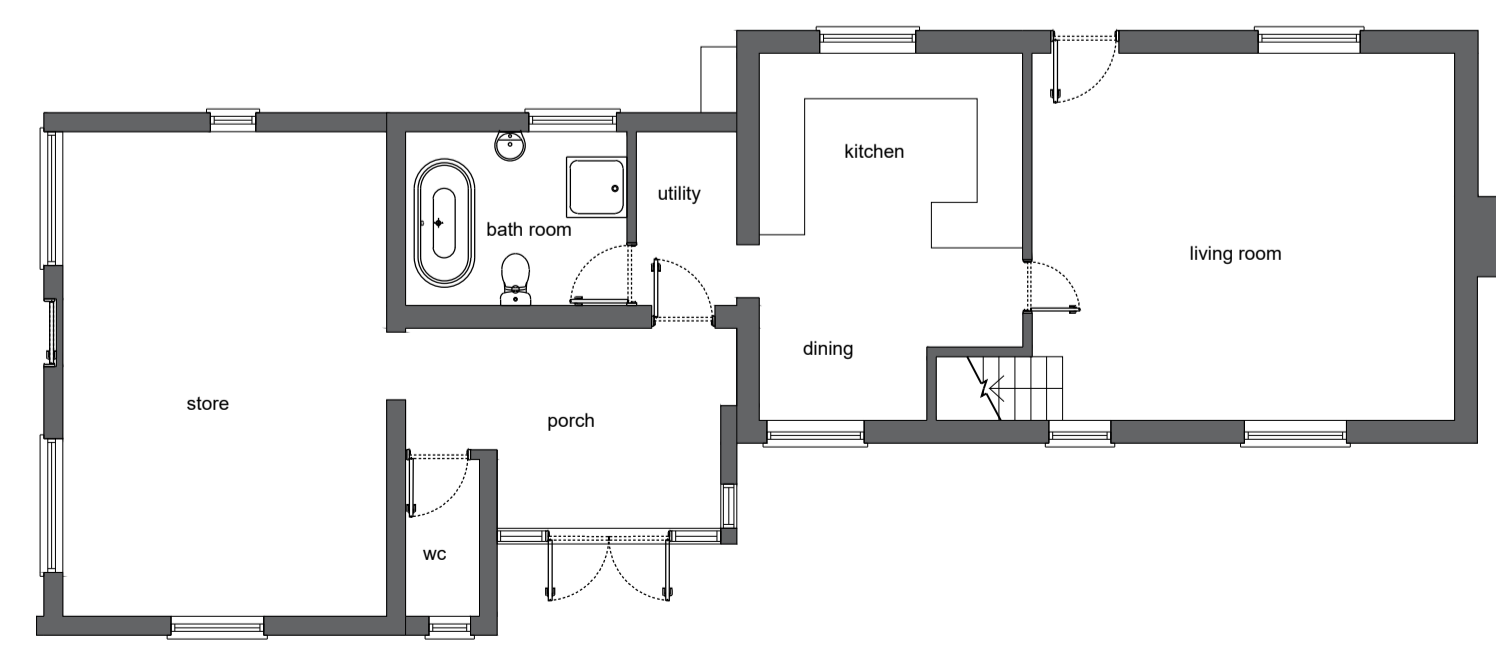 kitchen
utility
bath room
living room
dining
store
porch
wc